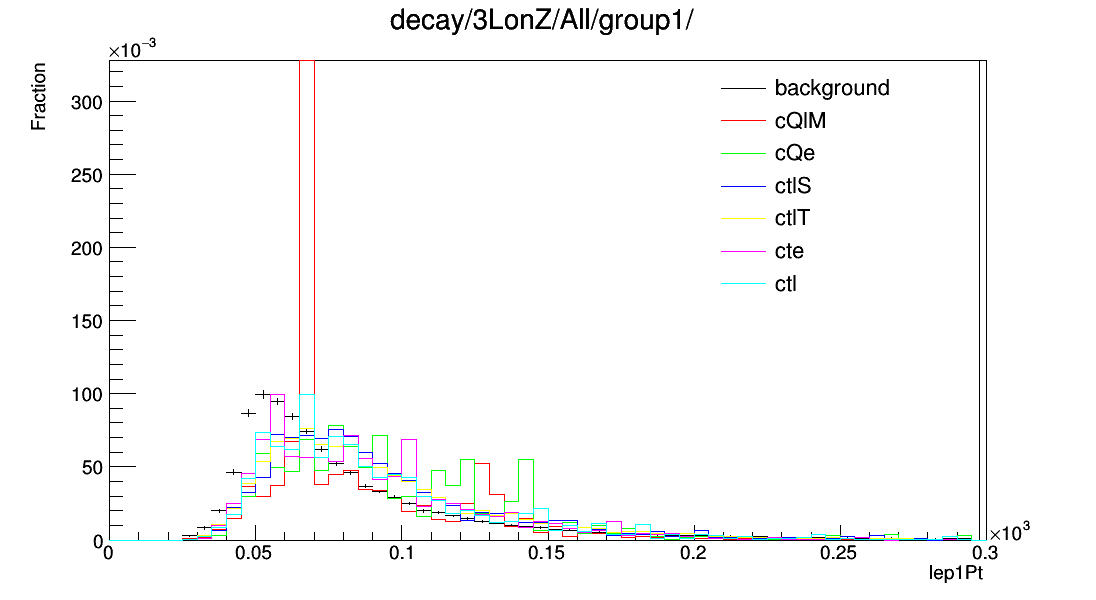 decay/3LonZ/All/group1/
×10⁻³
Fraction
300
250
200
150
100
50
0
background
cQlM
cQe
ctlS
ctlT
cte
ctl
0 0.05 0.1 0.15 0.2 0.25 0.3
×10³
lep1Pt